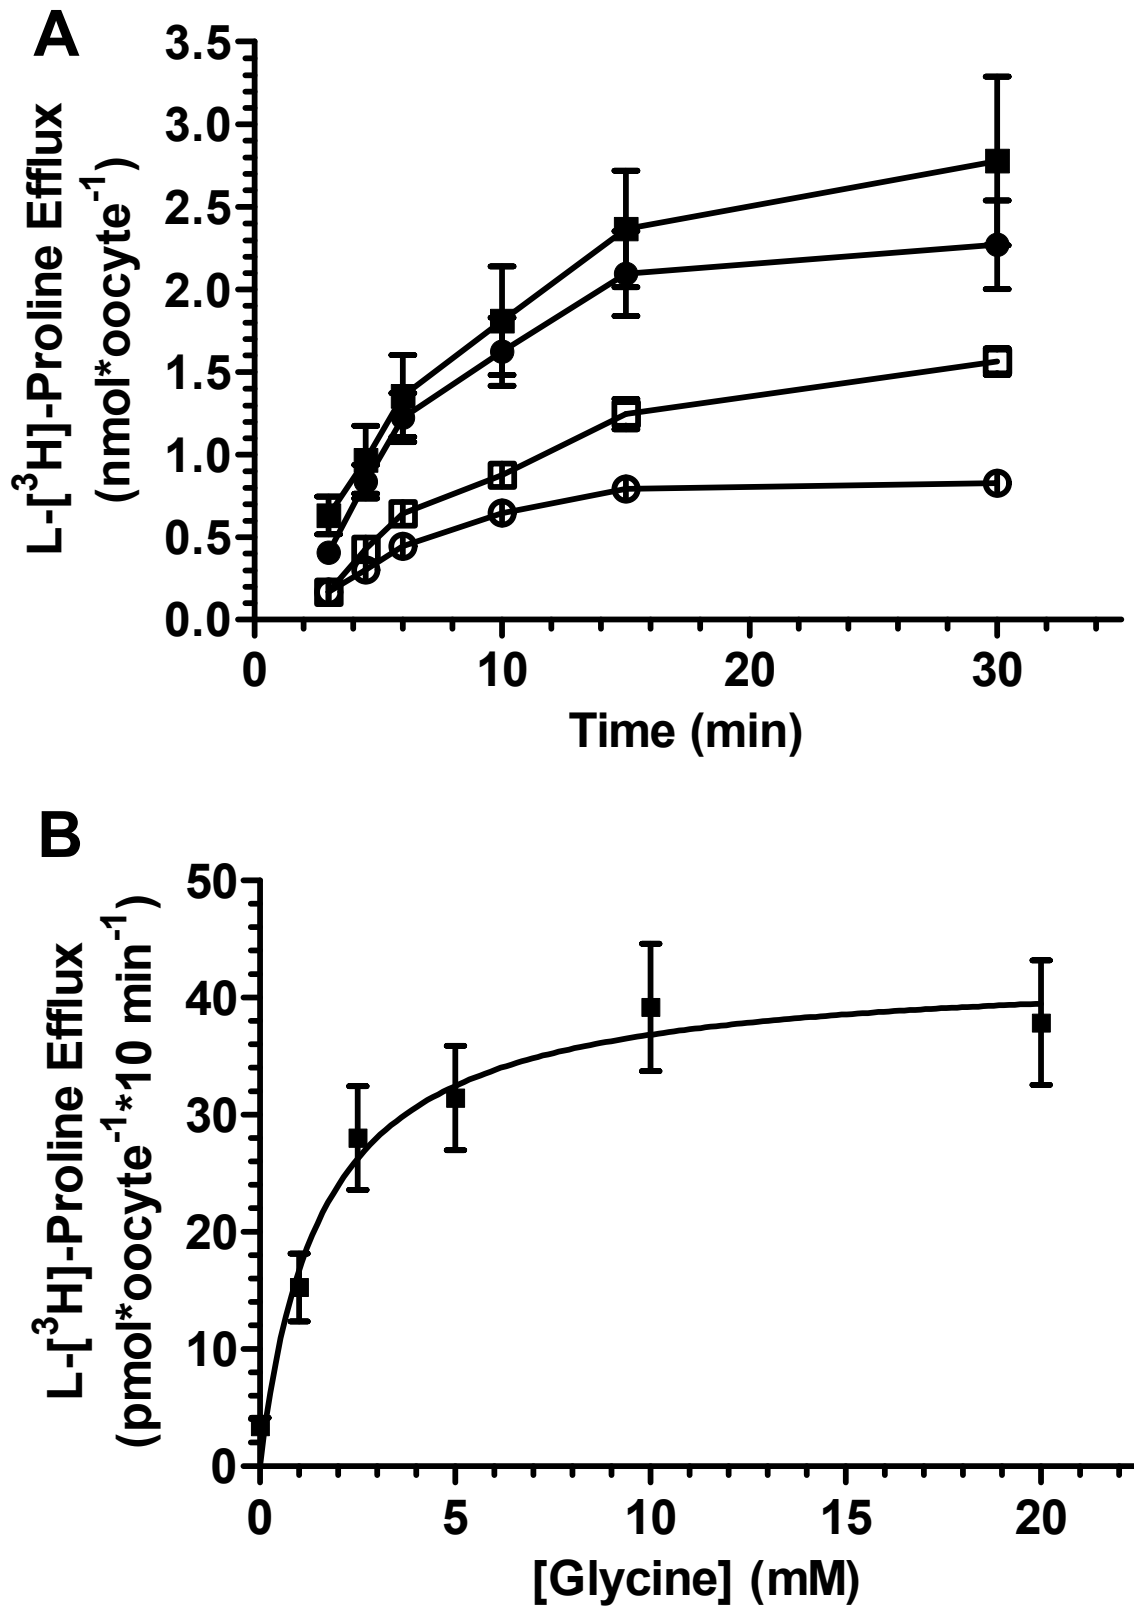 A
L-[³H]-Proline Efflux
(nmol*oocyte⁻¹)
3.5
3.0
2.5
2.0
1.5
1.0
0.5
0.0
0 10 20 30
Time (min)
B
L-[³H]-Proline Efflux
(pmol*oocyte⁻¹*10 min⁻¹)
50
40
30
20
10
0
0 5 10 15 20
[Glycine] (mM)